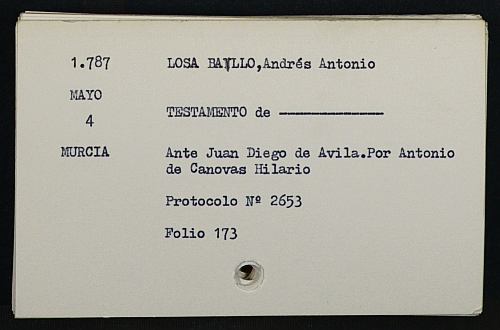 1.787 LOSA BAYLLO,Andrés Antonio
MAYO
4 TESTAMENTO de ——————————
MURCIA Ante Juan Diego de Avila.Por Antonio
de Canovas Hilario
Protocolo Nº 2653
Folio 173